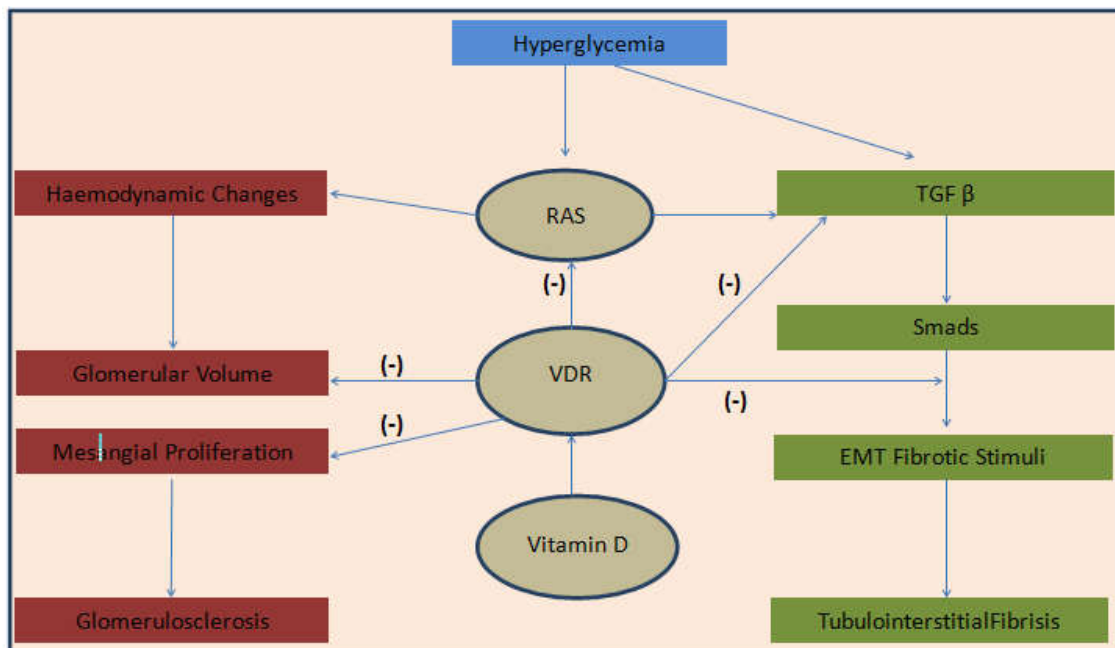 Hyperglycemia
Haemodynamic Changes
RAS
TGF β
(-)
(-)
Smads
Glomerular Volume
(-)
VDR
(-)
(-)
Mesangial Proliferation
EMT Fibrotic Stimuli
Vitamin D
Glomerulosclerosis
TubulointerstitialFibrisis